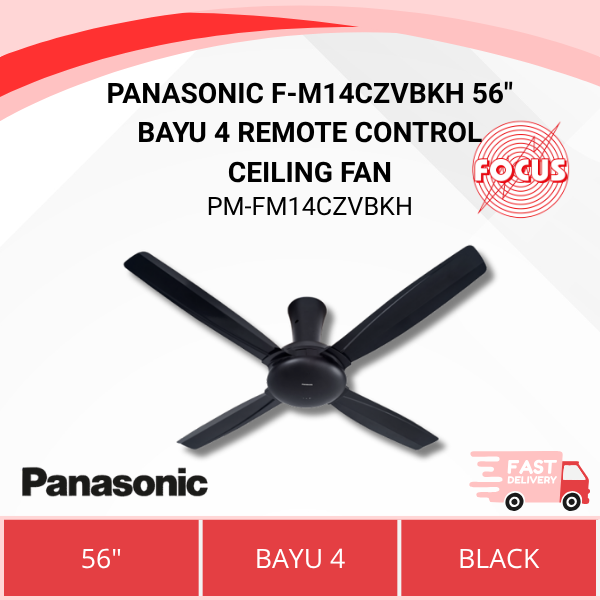 PANASONIC F-M14CZVBKH 56"
BAYU 4 REMOTE CONTROL
CEILING FAN
PM-FM14CZVBKH
FOCUS
Panasonic
Panasonic
FAST
DELIVERY
56"
BAYU 4
BLACK